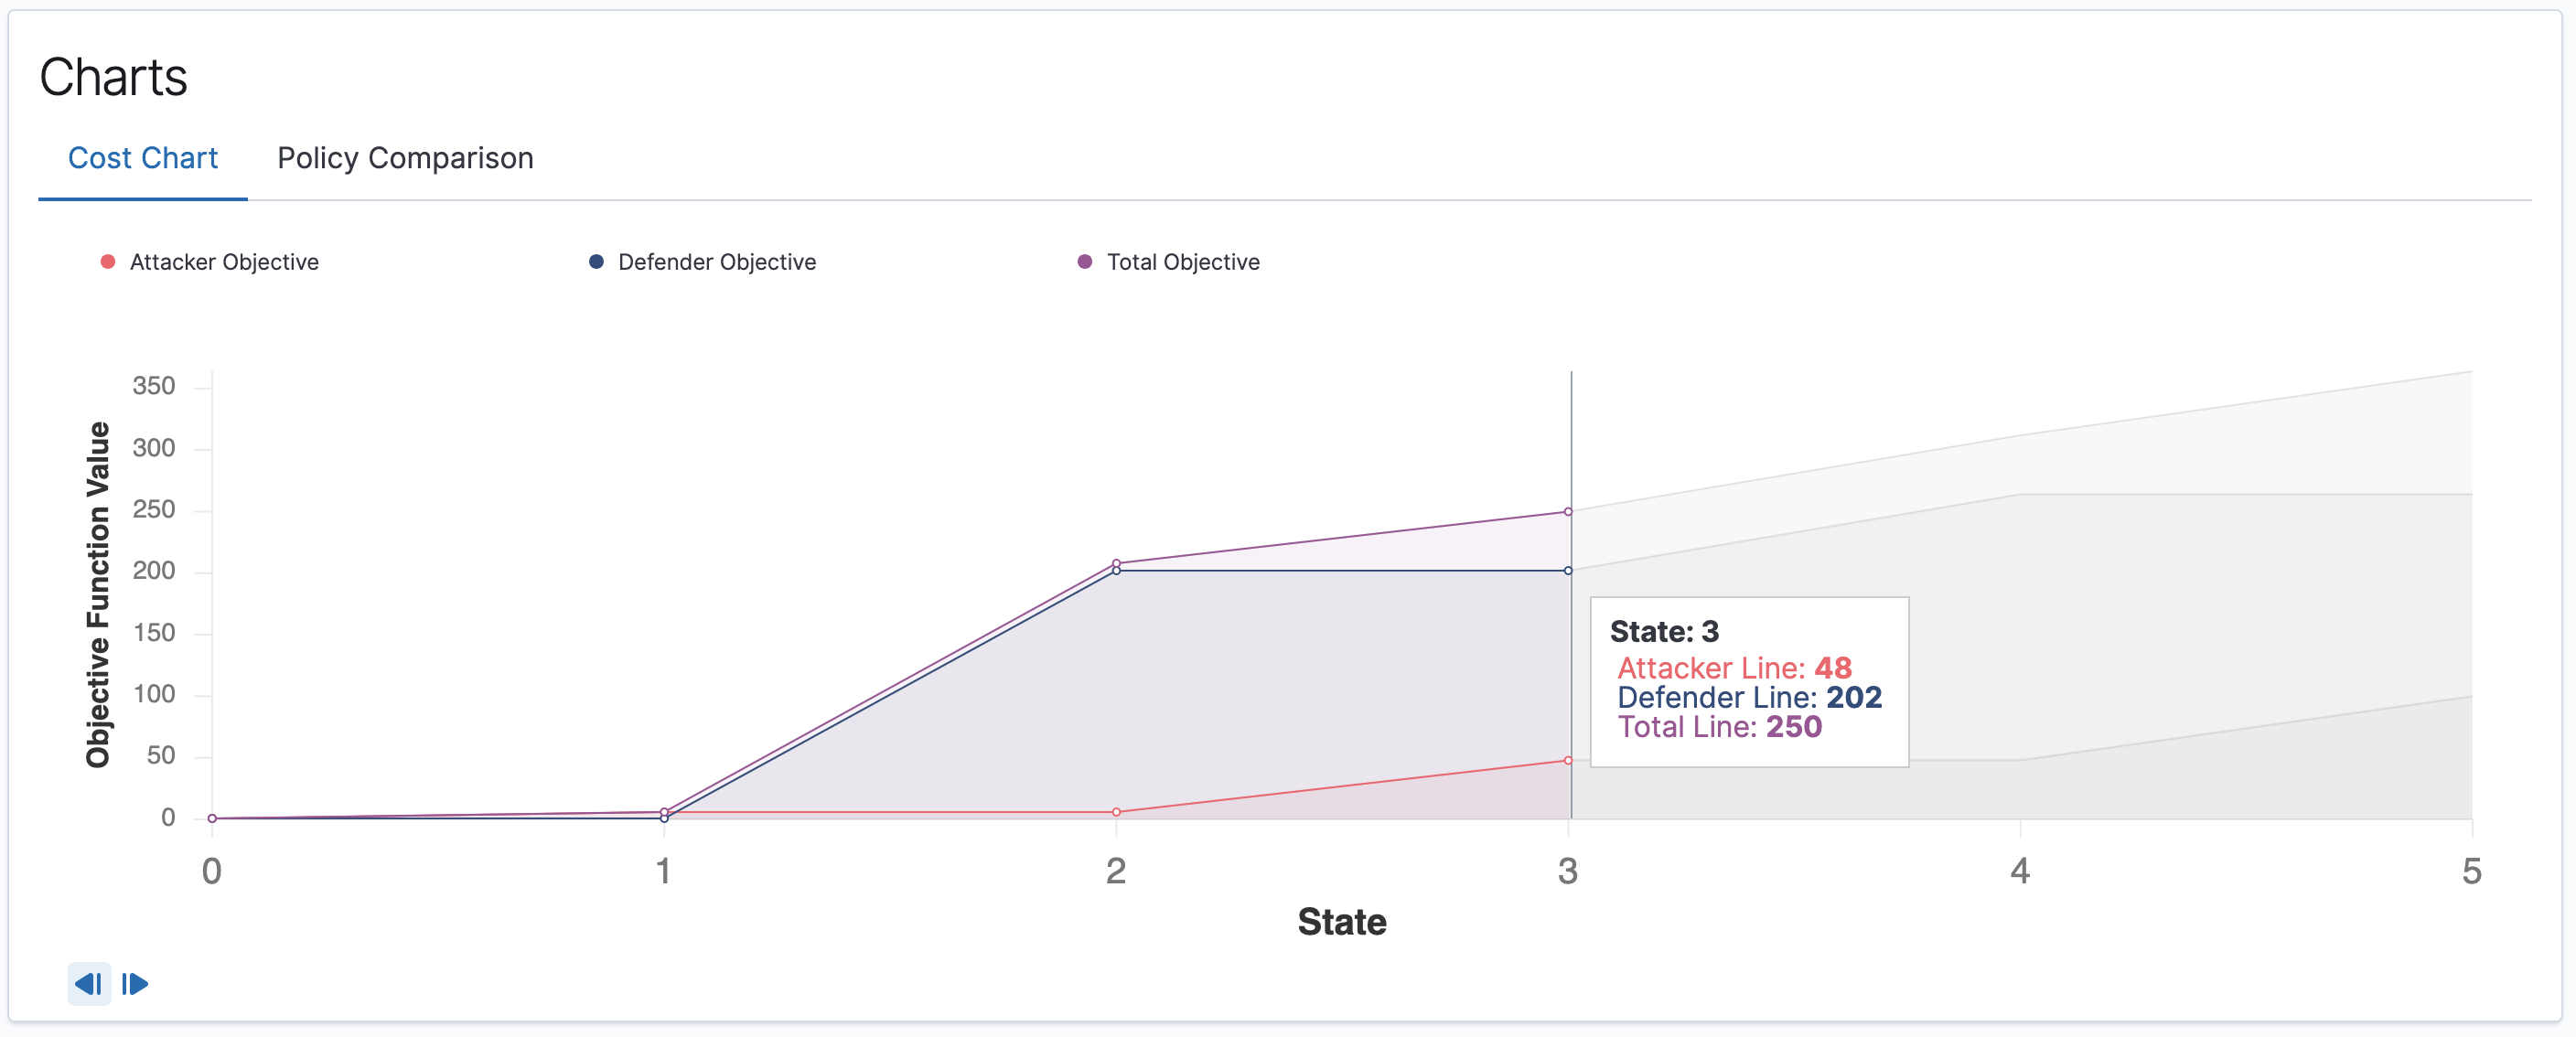 Charts
Cost Chart Policy Comparison
Attacker Objective Defender Objective Total Objective
350
300
250
200
150
100
50
0
Objective Function Value
State: 3
Attacker Line: 48
Defender Line: 202
Total Line: 250
0 1 2 3 4 5
State